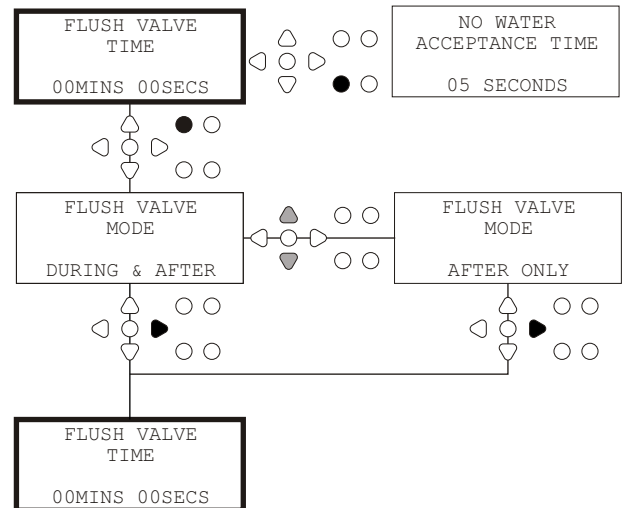 FLUSH VALVE
TIME
00MINS 00SECS
NO WATER
ACCEPTANCE TIME
05 SECONDS
FLUSH VALVE
MODE
DURING & AFTER
FLUSH VALVE
MODE
AFTER ONLY
FLUSH VALVE
TIME
00MINS 00SECS